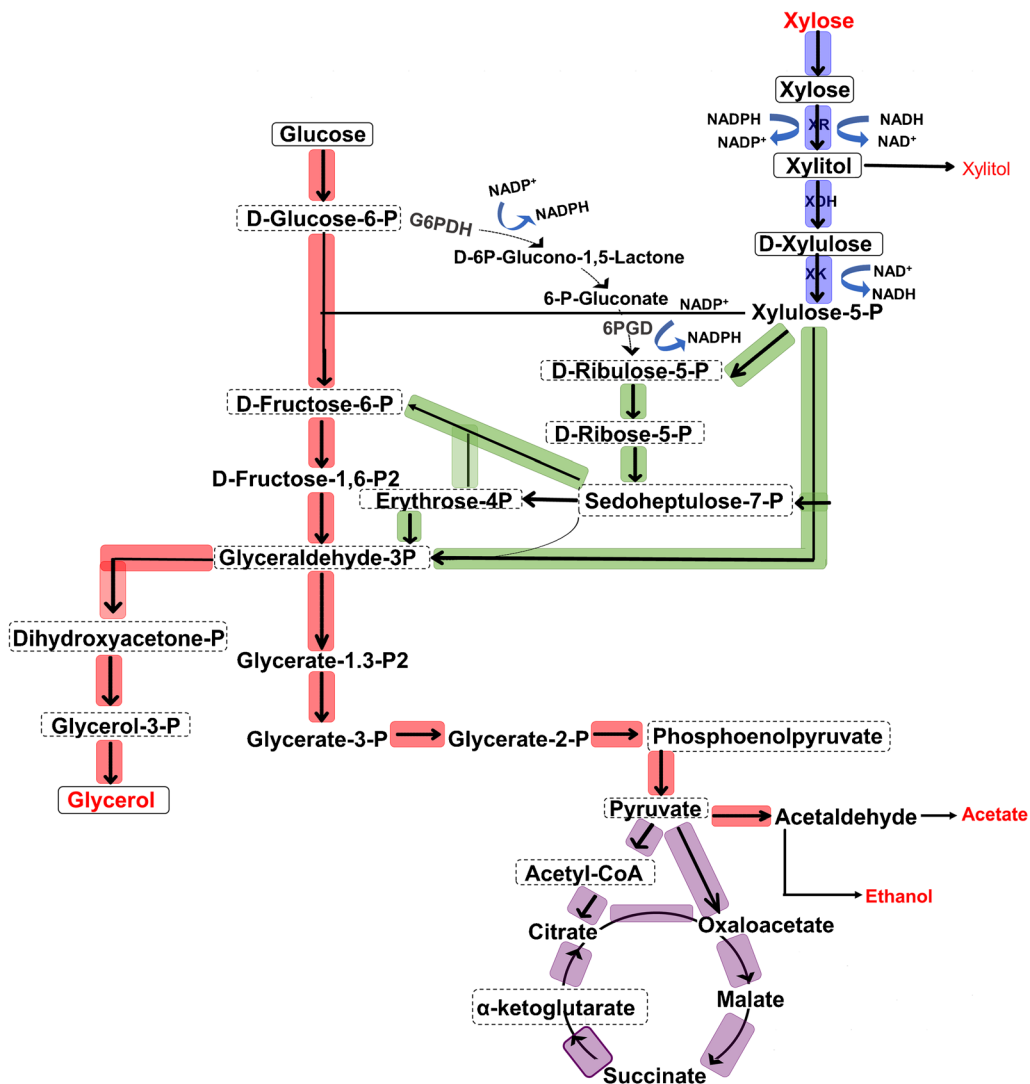 Xylose
Xylose
NADPH
NADP⁺
XR
NADH
NAD⁺
Glucose
Xylitol
Xylitol
NADP⁺
NADPH
XDH
D-Glucose-6-P
G6PDH
D-Xylulose
D-6P-Glucono-1,5-Lactone
XK
NAD⁺
NADH
6-P-Gluconate
NADP⁺
Xylulose-5-P
6PGD
NADPH
D-Ribulose-5-P
D-Fructose-6-P
D-Ribose-5-P
D-Fructose-1,6-P2
Erythrose-4P
Sedoheptulose-7-P
Glyceraldehyde-3P
Dihydroxyacetone-P
Glycerate-1.3-P2
Glycerol-3-P
Glycerate-3-P
Glycerate-2-P
Phosphoenolpyruvate
Glycerol
Pyruvate
Acetaldehyde
Acetate
Acetyl-CoA
Ethanol
Citrate
Oxaloacetate
Malate
α-ketoglutarate
Succinate